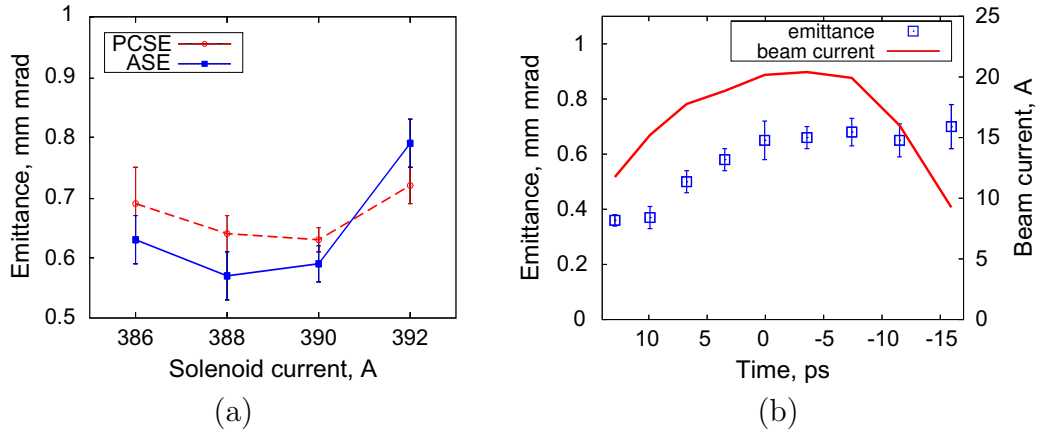 Emittance, mm mrad
1
0.9
0.8
0.7
0.6
0.5
PCSE
ASE
386 388 390 392
Solenoid current, A
(a)
Emittance, mm mrad
1
0.8
0.6
0.4
0.2
0
emittance
beam current
25
20
15
10
5
0
Beam current, A
10 5 0 -5 -10 -15
Time, ps
(b)